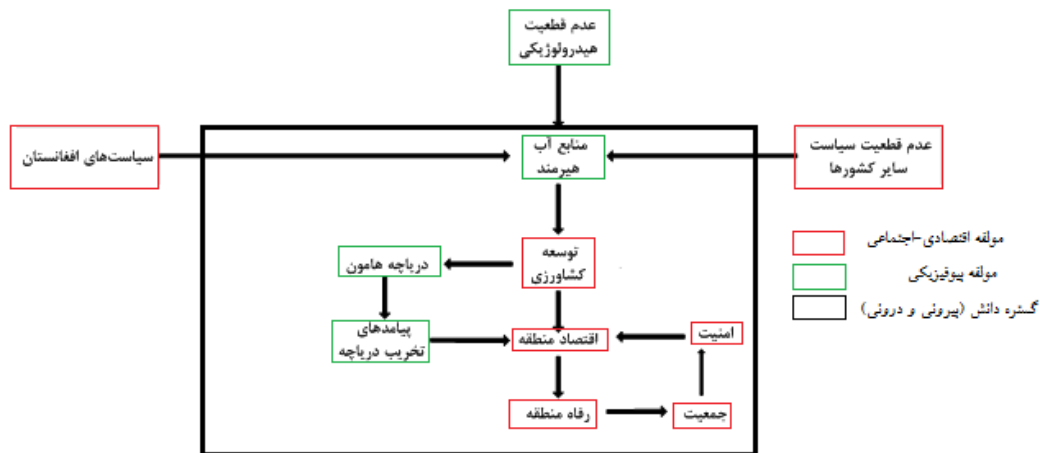 عدم قطعیت
هیدرولوژیکی
سیاست‌های افغانستان
منابع آب
هیرمند
عدم قطعیت سیاست
سایر کشورها
توسعه
کشاورزی
دریاچه هامون
پیامدهای
تخریب دریاچه
اقتصاد منطقه
امنیت
رفاه منطقه
جمعیت
مولفه اقتصادی-اجتماعی
مولفه بیوفیزیکی
گستره دانش (بیرونی و درونی)